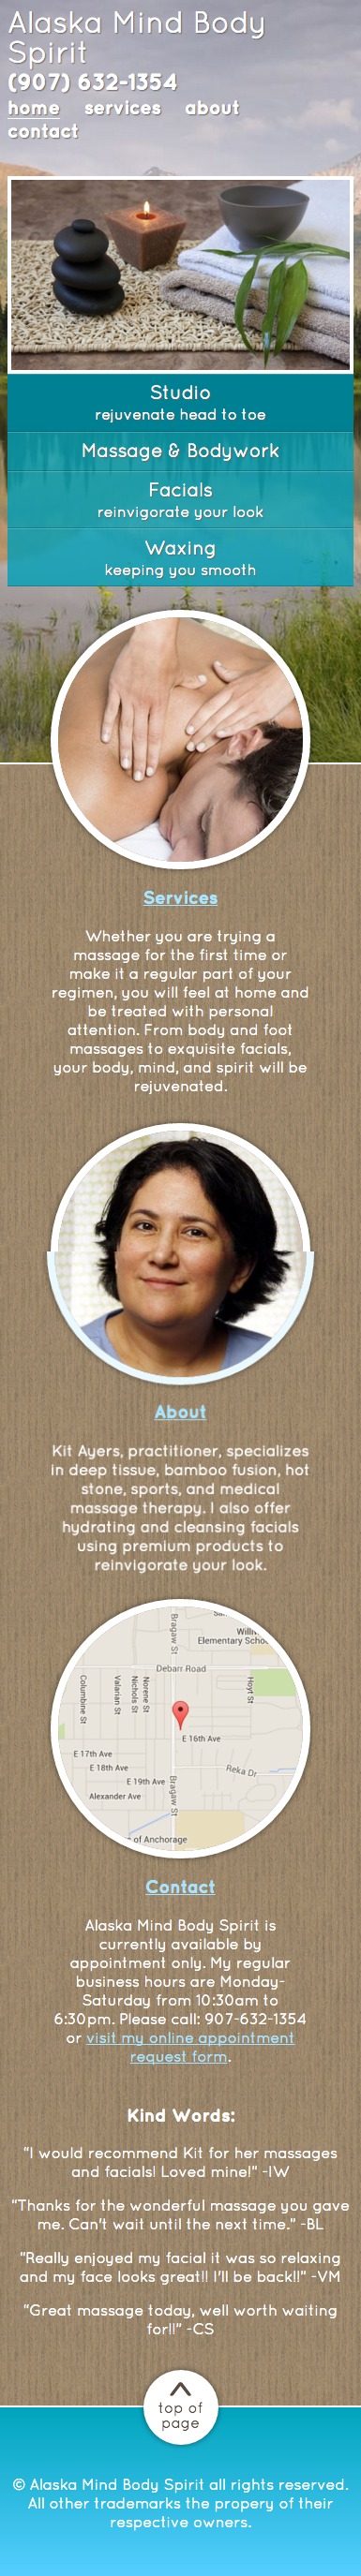 Alaska Mind Body
Spirit
(907) 632-1354
home services about
contact
Studio
rejuvenate head to toe
Massage & Bodywork
Facials
reinvigorate your look
Waxing
keeping you smooth
Services
Whether you are trying a
massage for the first time or
make it a regular part of your
regimen, you will feel at home and
be treated with personal
attention. From body and foot
massages to exquisite facials,
your body, mind, and spirit will be
rejuvenated.
About
Kit Ayers, practitioner, specializes
in deep tissue, bamboo fusion, hot
stone, sports, and medical
massage therapy. I also offer
hydrating and cleansing facials
using premium products to
reinvigorate your look.
Bragaw St
Elementary
Debarr Road
Columbine St
Valarian St
Nichols St
Norene St
Hoyt St
E 16th Ave
E 17th Ave
E 18th Ave
Reka Dr
E 19th Ave
Bragaw St
Alexander Ave
of Anchorage
Contact
Alaska Mind Body Spirit is
currently available by
appointment only. My regular
business hours are Monday-
Saturday from 10:30am to
6:30pm. Please call: 907-632-1354
or visit my online appointment
request form.
Kind Words:
“I would recommend Kit for her massages
and facials! Loved mine!” -IW
“Thanks for the wonderful massage you gave
me. Can't wait until the next time.” -BL
"Really enjoyed my facial it was so relaxing
and my face looks great!! I'll be back!!" -VM
“Great massage today, well worth waiting
for!!” -CS
top of
page
© Alaska Mind Body Spirit all rights reserved.
All other trademarks the propery of their
respective owners.